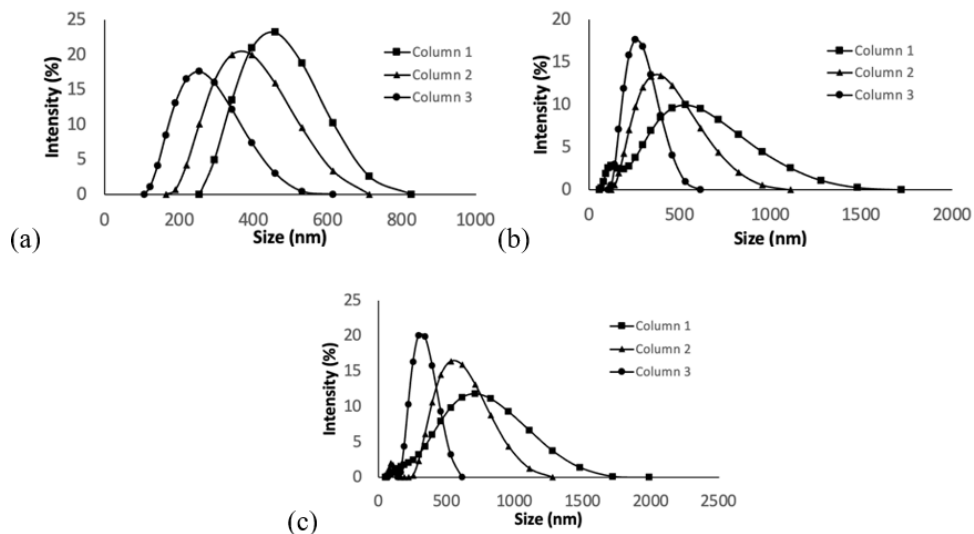 25
20
15
10
5
0
Intensity (%)
0 200 400 600 800 1000
Size (nm)
Column 1
Column 2
Column 3
(a)
20
15
10
5
0
Intensity (%)
0 500 1000 1500 2000
Size (nm)
Column 1
Column 2
Column 3
(b)
25
20
15
10
5
0
Intensity (%)
0 500 1000 1500 2000 2500
Size (nm)
Column 1
Column 2
Column 3
(c)